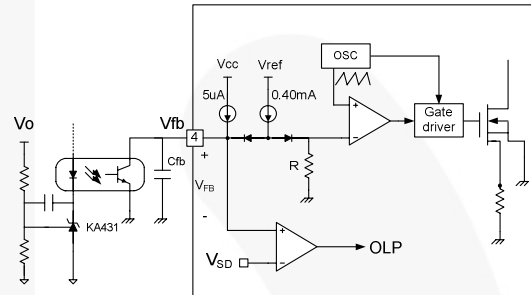 OSC
Vcc
Vref
5uA
0.40mA
Vo
Vfb
4
Gate
driver
+
-
Cfb
R
+
VFB
-
KA431
+
-
VSD
OLP